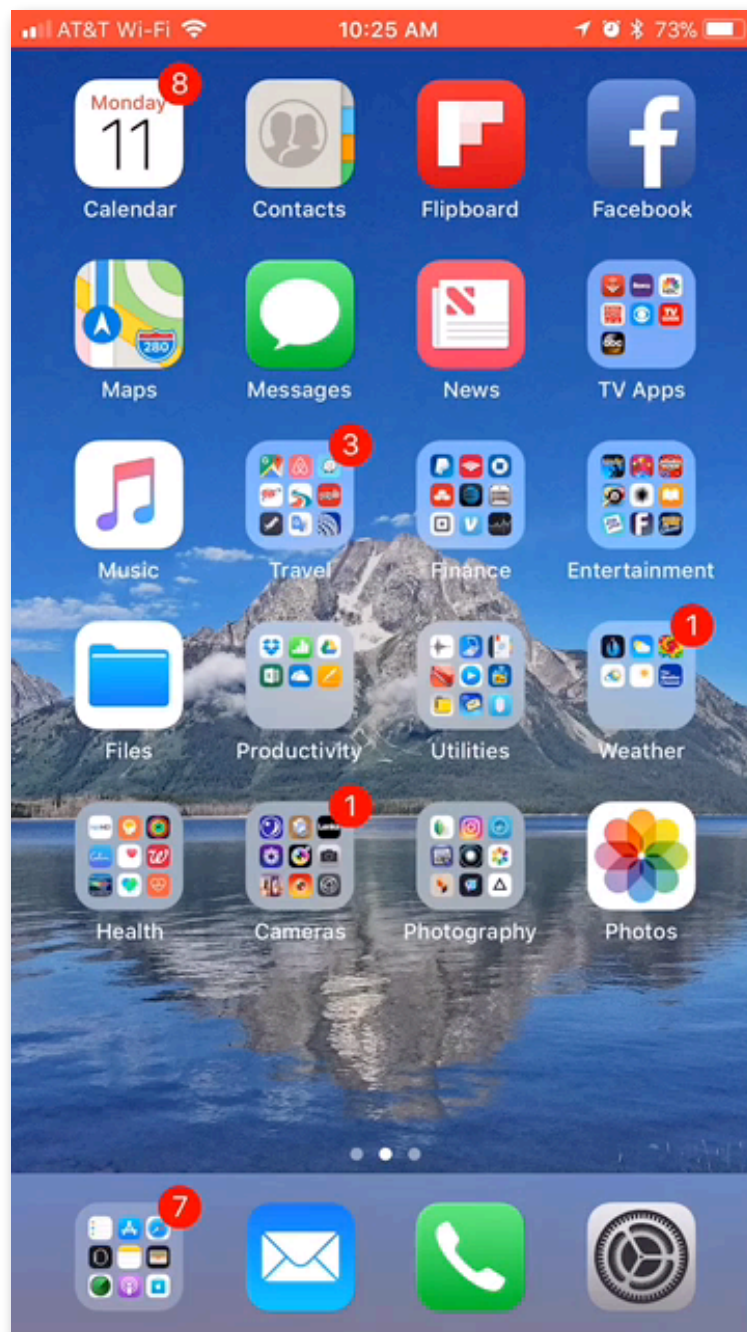 AT&T Wi-Fi 10:25 AM 73%
8
Monday
11
Calendar Contacts Flipboard Facebook
280
Maps Messages News TV Apps
3
Music Travel Finance Entertainment
1
Files Productivity Utilities Weather
1
Health Cameras Photography Photos
7